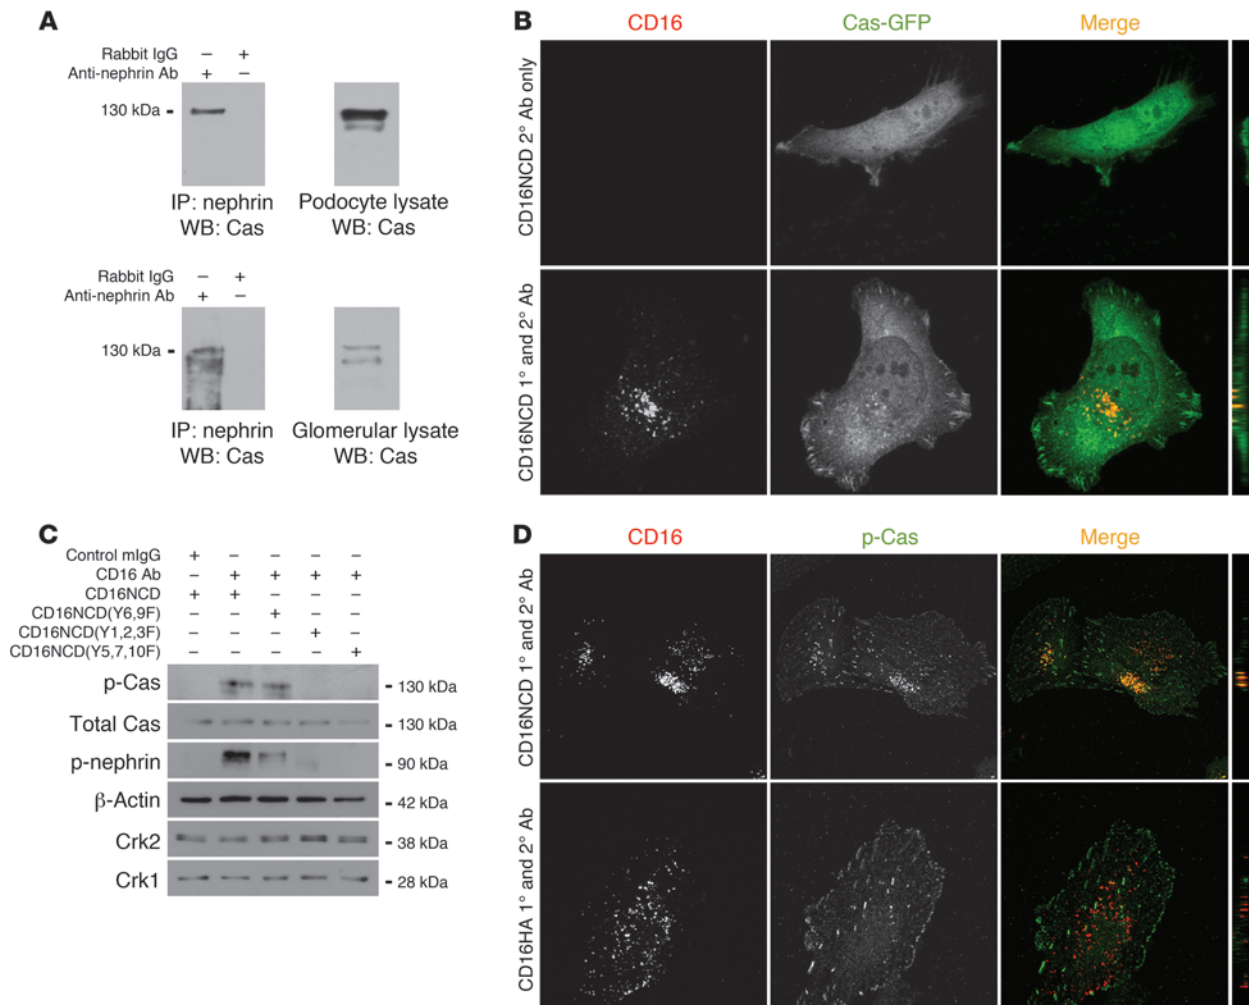 A
Rabbit IgG – +
Anti-nephrin Ab + –
130 kDa -
IP: nephrin
WB: Cas
Podocyte lysate
WB: Cas
Rabbit IgG – +
Anti-nephrin Ab + –
130 kDa -
IP: nephrin
WB: Cas
Glomerular lysate
WB: Cas
B
CD16 Cas-GFP Merge
CD16NCD 2° Ab only
CD16NCD 1° and 2° Ab
C
Control mIgG + – – – –
CD16 Ab – + + + +
CD16NCD + + – – –
CD16NCD(Y6,9F) – – + – –
CD16NCD(Y1,2,3F) – – – + –
CD16NCD(Y5,7,10F) – – – – +
p-Cas - 130 kDa
Total Cas - 130 kDa
p-nephrin - 90 kDa
β-Actin - 42 kDa
Crk2 - 38 kDa
Crk1 - 28 kDa
D
CD16 p-Cas Merge
CD16NCD 1° and 2° Ab
CD16HA 1° and 2° Ab